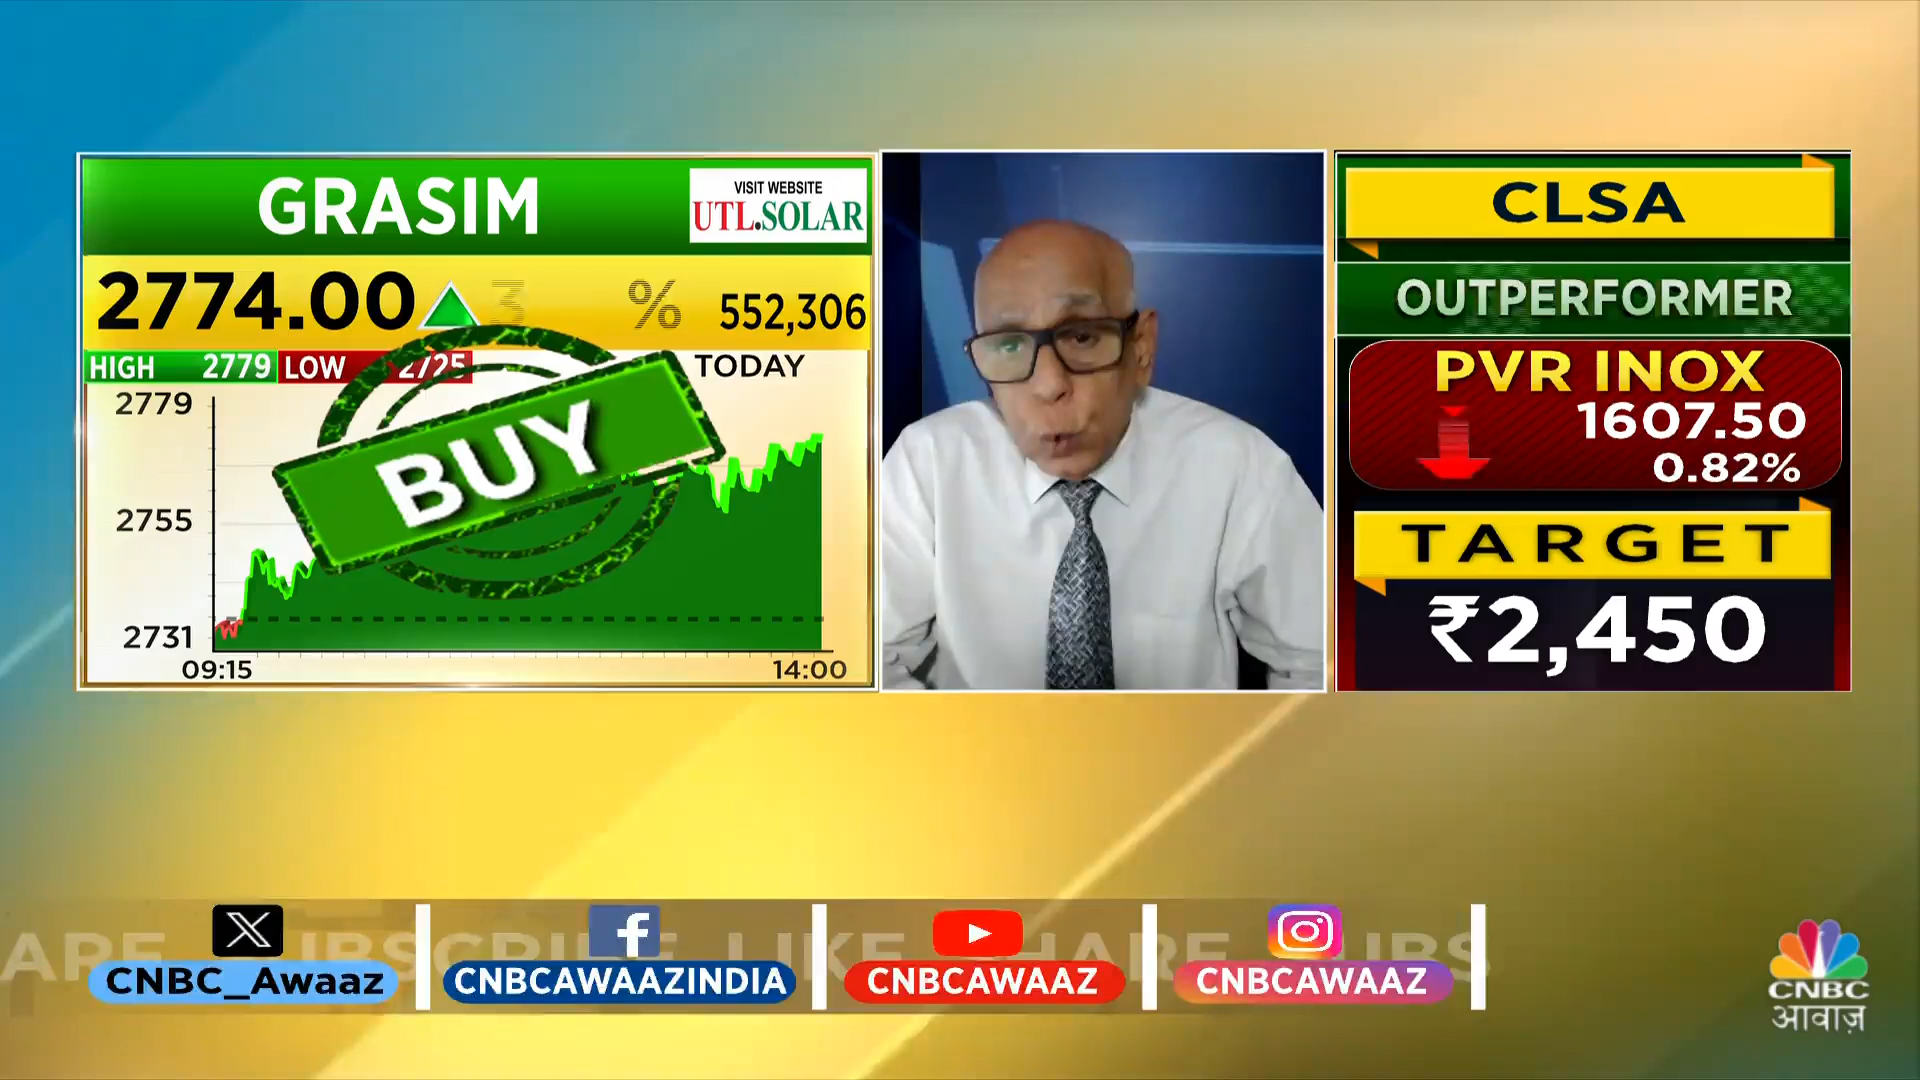 GRASIM
VISIT WEBSITE
UTL.SOLAR
2774.00
3 %
552,306
HIGH 2779 LOW 2725
TODAY
2779
2755
2731
09:15
14:00
BUY
CLSA
OUTPERFORMER
PVR INOX
1607.50
0.82%
TARGET
₹2,450
CNBC_Awaaz
CNBCAWAAZINDIA
CNBCAWAAZ
CNBCAWAAZ
CNBC
आवाज़